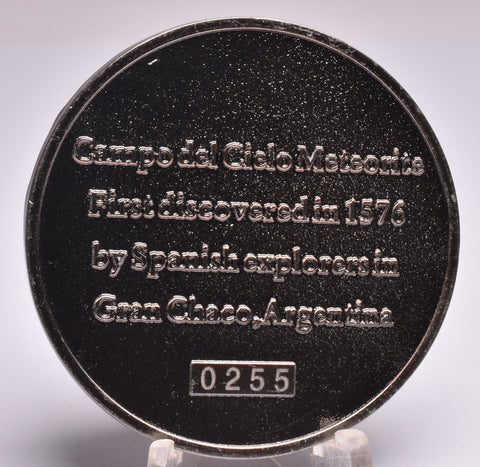 Campo del Cielo Meteorite
First discovered in 1576
by Spanish explorers in
Gran Chaco,Argentina
0255